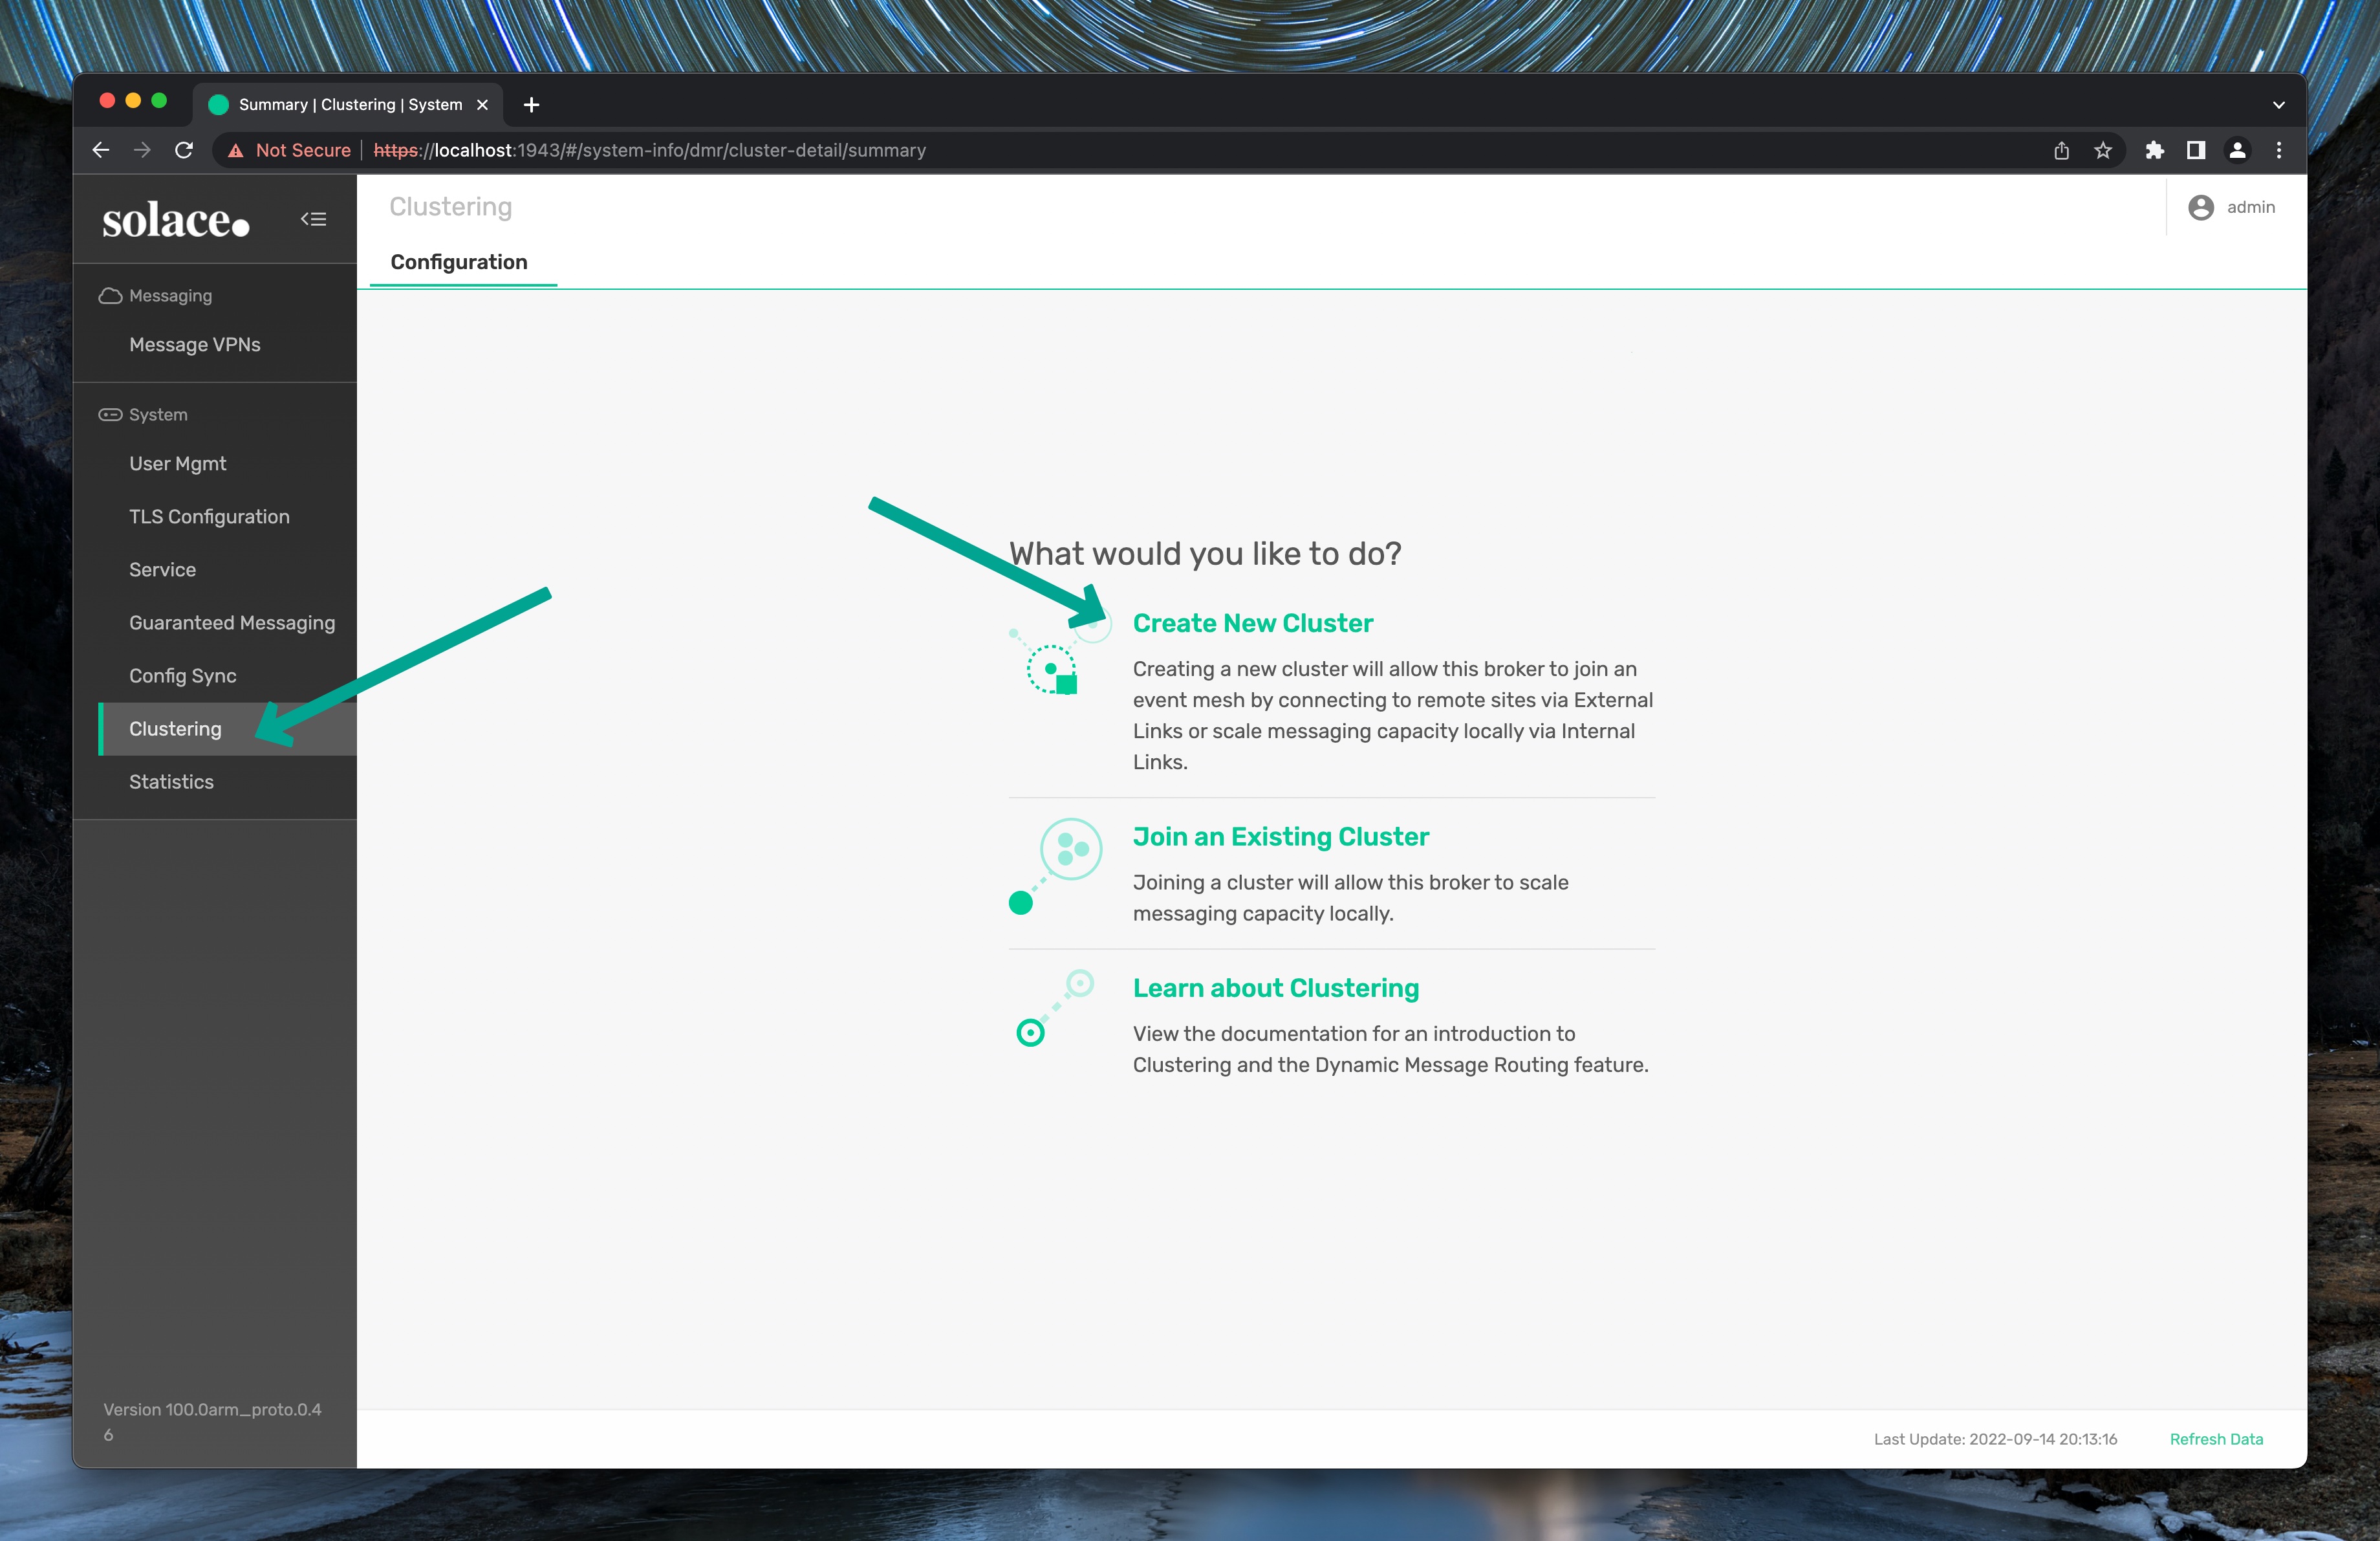 Summary | Clustering | System
Not Secure | https://localhost:1943/#/system-info/dmr/cluster-detail/summary
solace
Clustering
admin
Configuration
Messaging
Message VPNs
System
User Mgmt
TLS Configuration
Service
Guaranteed Messaging
Config Sync
Clustering
Statistics
What would you like to do?
Create New Cluster
Creating a new cluster will allow this broker to join an
event mesh by connecting to remote sites via External
Links or scale messaging capacity locally via Internal
Links.
Join an Existing Cluster
Joining a cluster will allow this broker to scale
messaging capacity locally.
Learn about Clustering
View the documentation for an introduction to
Clustering and the Dynamic Message Routing feature.
Version 100.0arm_proto.0.4
6
Last Update: 2022-09-14 20:13:16
Refresh Data